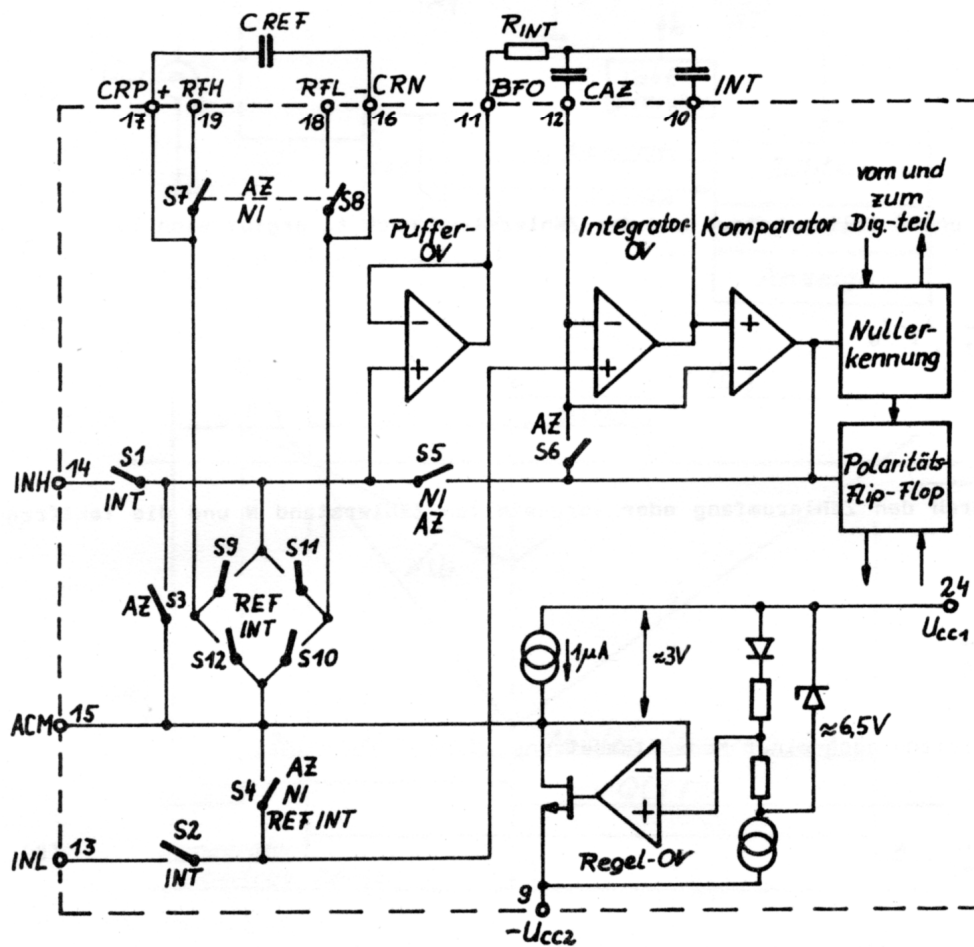 CREF
RINT
CRP + RFH
RFL - CRN
BFO
CAZ
INT
17
19
18
16
11
12
10
S7
AZ
NI
S8
vom und
zum
Dig.-teil
Puffer-
OV
Integrator-
OV
Komparator
-
+
-
+
+
-
Nuller-
kennung
AZ
S6
Polaritäts-
Flip-Flop
INH
14
S1
INT
S5
NI
AZ
S9
S11
REF
INT
S12
S10
AZ
S3
24
UCC1
1µA
≈3V
≈6,5V
ACM
15
AZ
NI
REF INT
S4
-
+
Regel-OV
INL
13
S2
INT
9
-UCC2